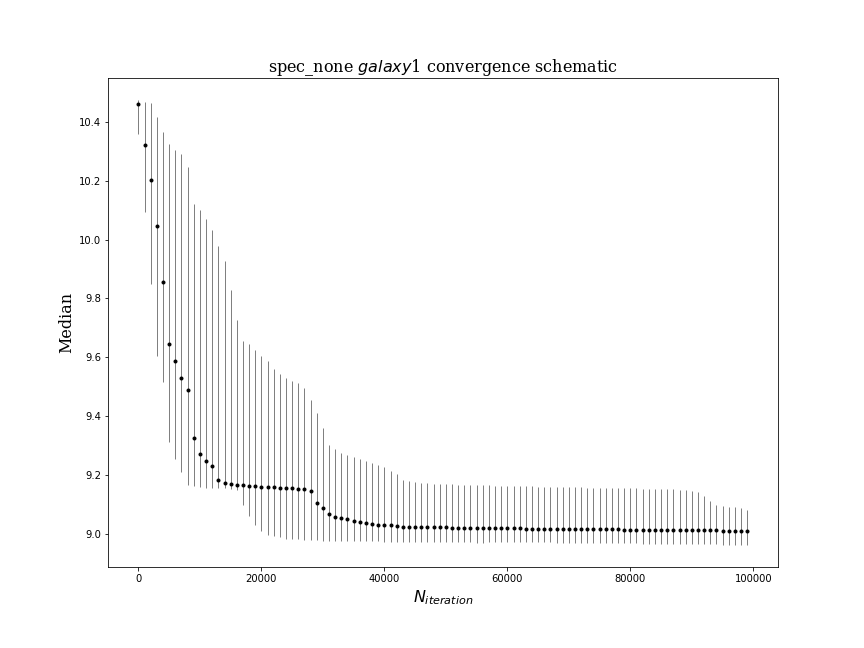 spec_none galaxy1 convergence schematic
10.4
10.2
10.0
9.8
9.6
9.4
9.2
9.0
Median
0 20000 40000 60000 80000 100000
N_iteration